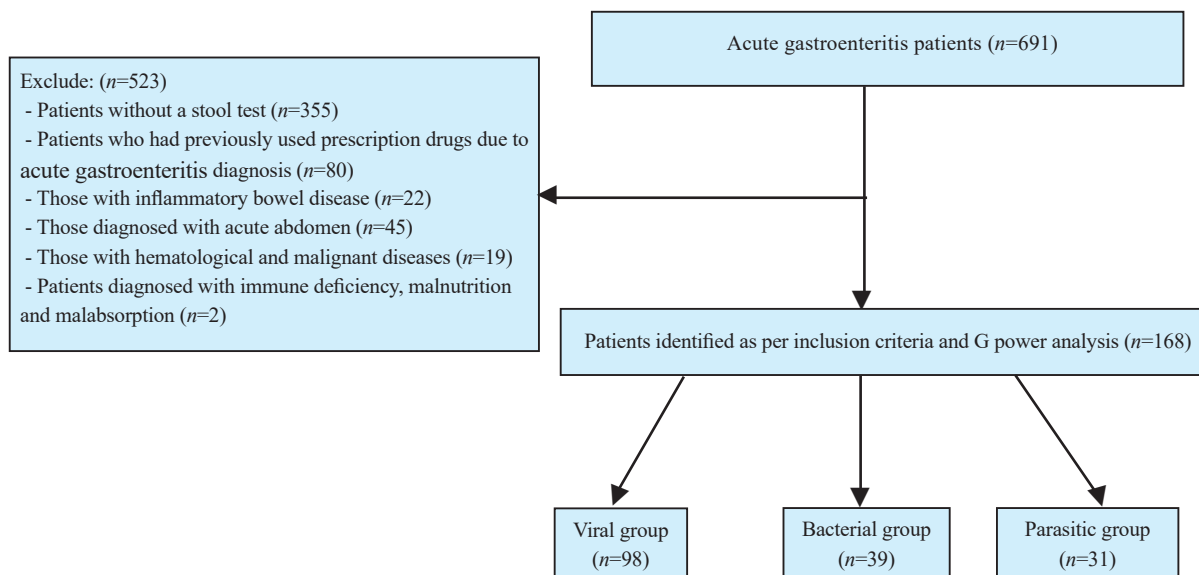 Acute gastroenteritis patients (n=691)
Exclude: (n=523)
- Patients without a stool test (n=355)
- Patients who had previously used prescription drugs due to
acute gastroenteritis diagnosis (n=80)
- Those with inflammatory bowel disease (n=22)
- Those diagnosed with acute abdomen (n=45)
- Those with hematological and malignant diseases (n=19)
- Patients diagnosed with immune deficiency, malnutrition
and malabsorption (n=2)
Patients identified as per inclusion criteria and G power analysis (n=168)
Viral group
(n=98)
Bacterial group
(n=39)
Parasitic group
(n=31)